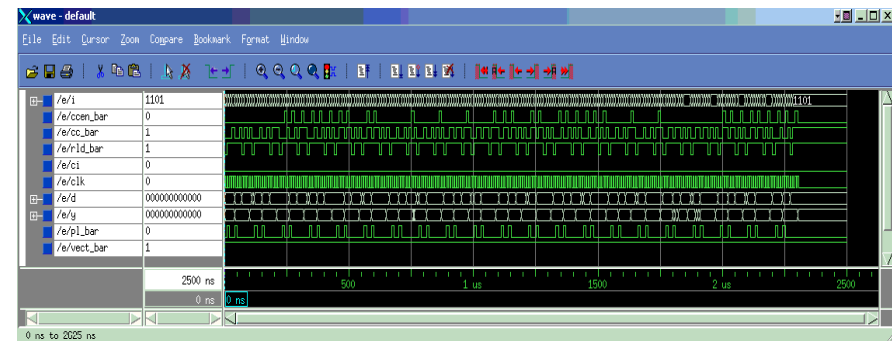 wave - default
File Edit Cursor Zoom Compare Bookmark Format Window
/e/i 1101 1101
/e/ccen_bar 0
/e/cc_bar 1
/e/rld_bar 1
/e/ci 0
/e/clk 0
/e/d 000000000000
/e/y 000000000000
/e/pl_bar 0
/e/vect_bar 1
2500 ns 500 1 us 1500 2 us 2500
0 ns 0 ns
0 ns to 2625 ns